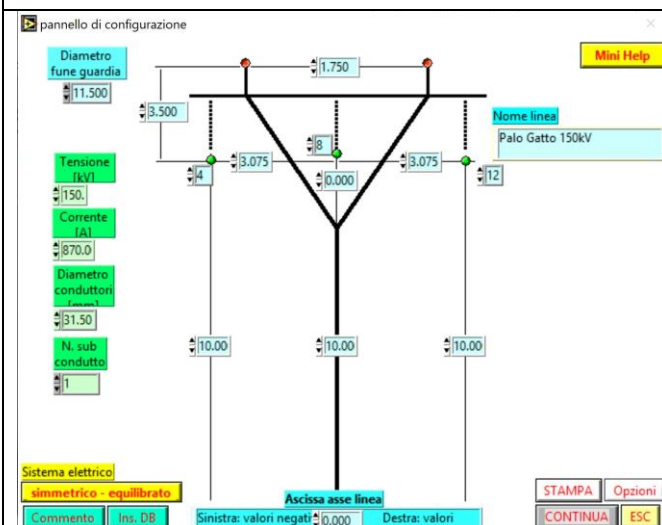 pannello di configurazione
Diametro
fune guardia
11.500
1.750
Mini Help
3.500
Nome linea
Palo Gatto 150kV
Tensione
[kV]
150.
4
3.075
8
0.000
3.075
12
Corrente
[A]
870.0
Diametro
conduttori
[mm]
31.50
N. sub
condutto
1
10.00
10.00
10.00
Sistema elettrico
simmetrico - equilibrato
Commento
Ins. DB
Ascissa asse linea
Sinistra: valori negati
0.000
Destra: valori
STAMPA
Opzioni
CONTINUA
ESC